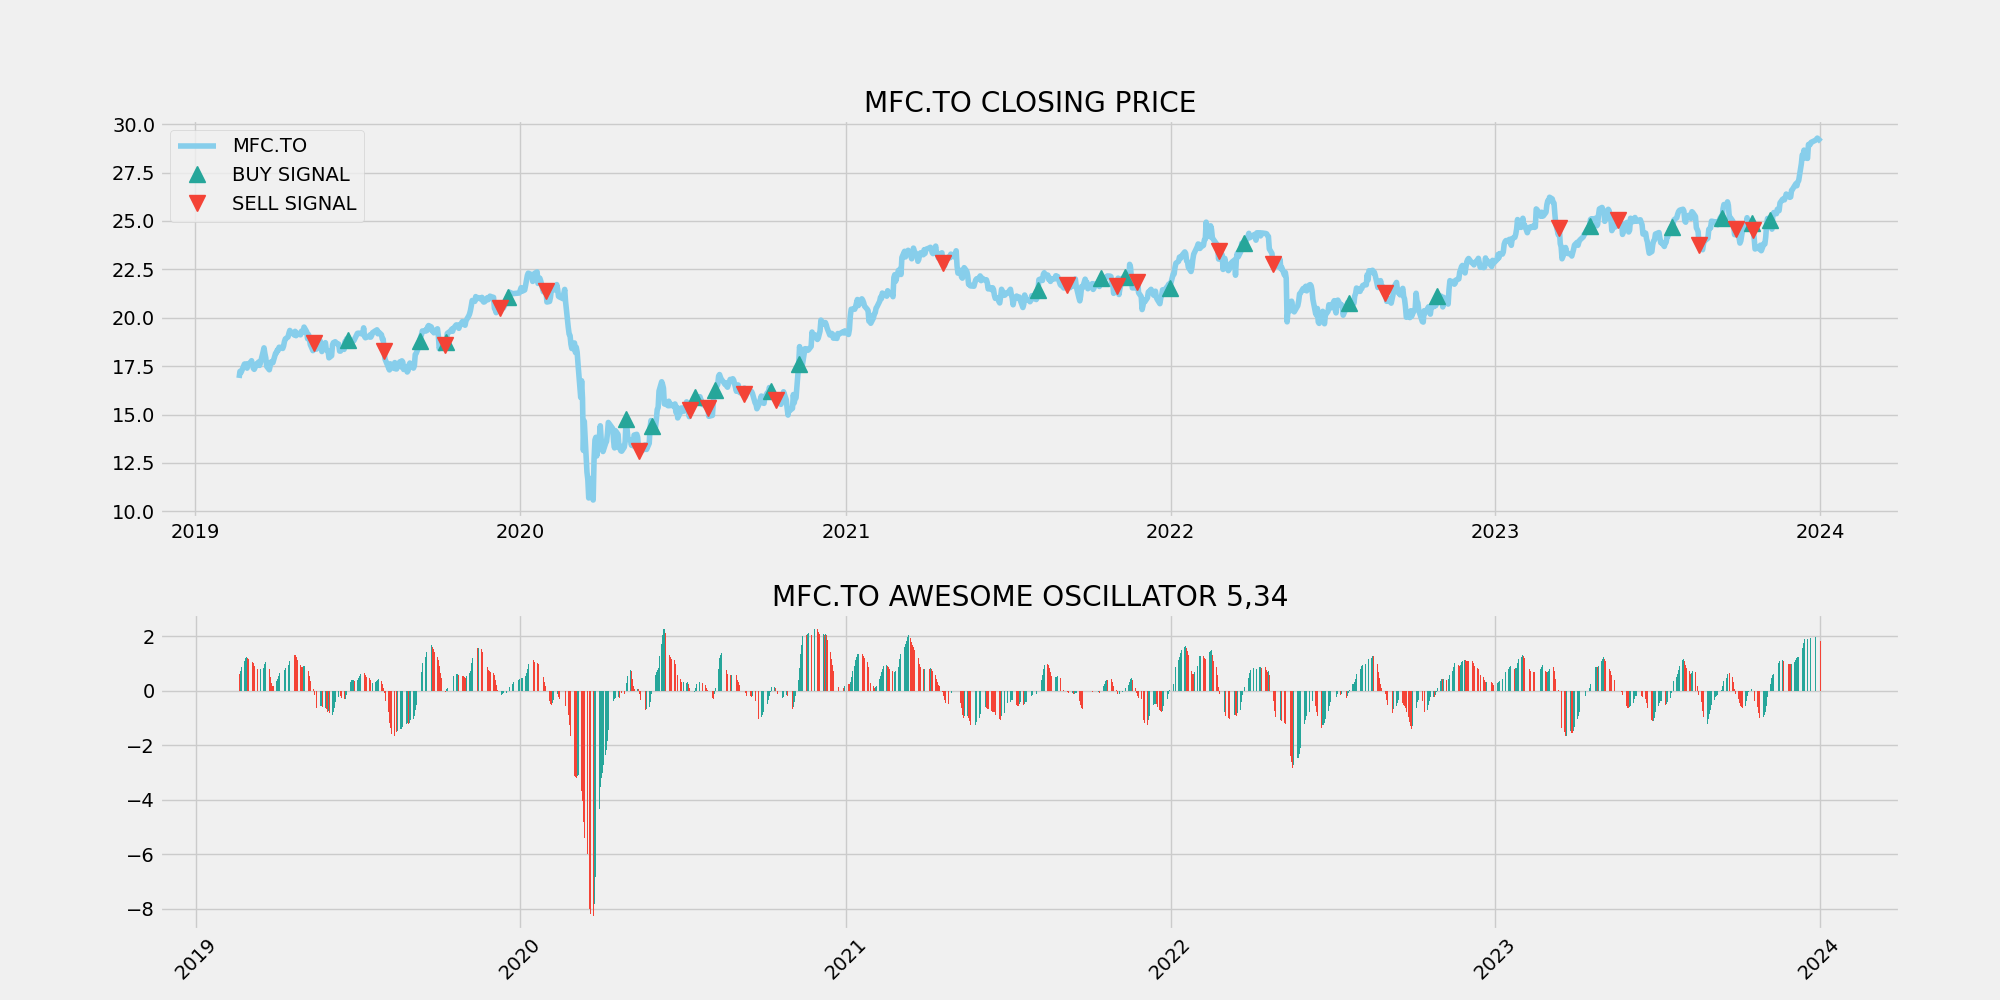 MFC.TO CLOSING PRICE
30.0
27.5
25.0
22.5
20.0
17.5
15.0
12.5
10.0
MFC.TO
BUY SIGNAL
SELL SIGNAL
2019 2020 2021 2022 2023 2024
MFC.TO AWESOME OSCILLATOR 5,34
2
0
−2
−4
−6
−8
2019 2020 2021 2022 2023 2024